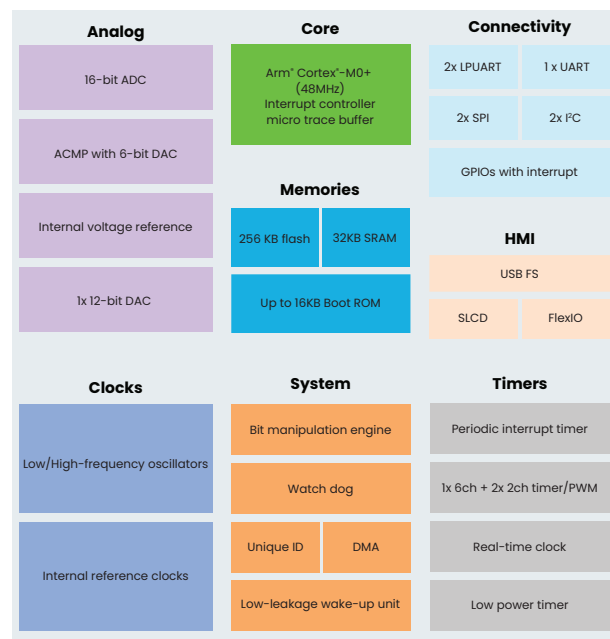 Analog
16-bit ADC
ACMP with 6-bit DAC
Internal voltage reference
1x 12-bit DAC
Core
Arm® Cortex®-M0+
(48MHz)
Interrupt controller
micro trace buffer
Memories
256 KB flash
32KB SRAM
Up to 16KB Boot ROM
Connectivity
2x LPUART
1 x UART
2x SPI
2x I²C
GPIOs with interrupt
HMI
USB FS
SLCD
FlexIO
Clocks
Low/High-frequency oscillators
Internal reference clocks
System
Bit manipulation engine
Watch dog
Unique ID
DMA
Low-leakage wake-up unit
Timers
Periodic interrupt timer
1x 6ch + 2x 2ch timer/PWM
Real-time clock
Low power timer